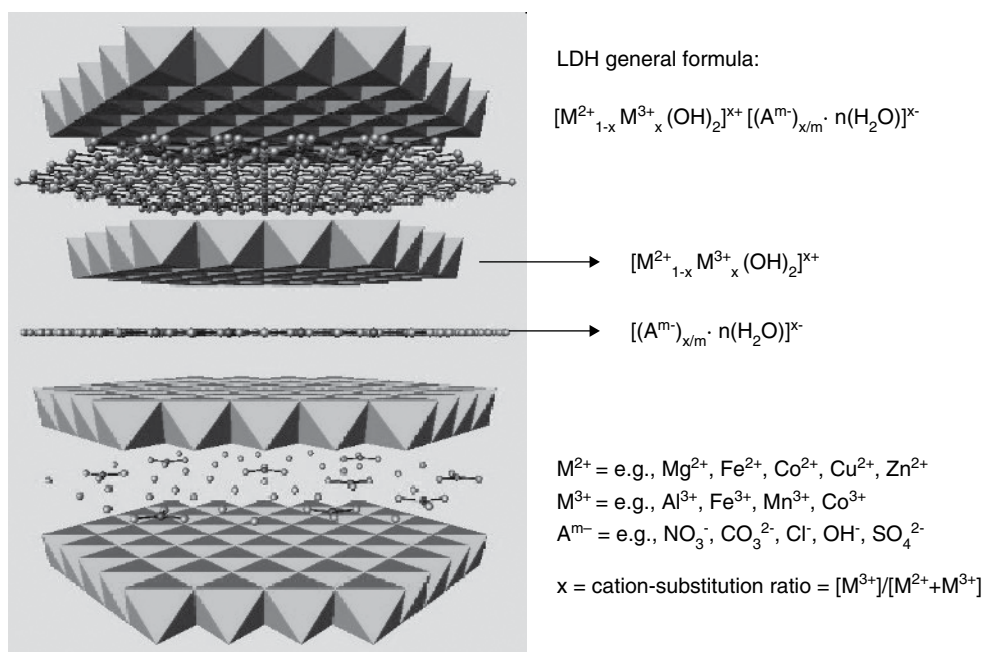 LDH general formula:
[M²⁺₁₋ₓ M³⁺ₓ (OH)₂]ˣ⁺ [(Aᵐ⁻)ₓ/ₘ· n(H₂O)]ˣ⁻
[M²⁺₁₋ₓ M³⁺ₓ (OH)₂]ˣ⁺
[(Aᵐ⁻)ₓ/ₘ· n(H₂O)]ˣ⁻
M²⁺ = e.g., Mg²⁺, Fe²⁺, Co²⁺, Cu²⁺, Zn²⁺
M³⁺ = e.g., Al³⁺, Fe³⁺, Mn³⁺, Co³⁺
Aᵐ⁻ = e.g., NO₃⁻, CO₃²⁻, Cl⁻, OH⁻, SO₄²⁻
x = cation-substitution ratio = [M³⁺]/[M²⁺+M³⁺]